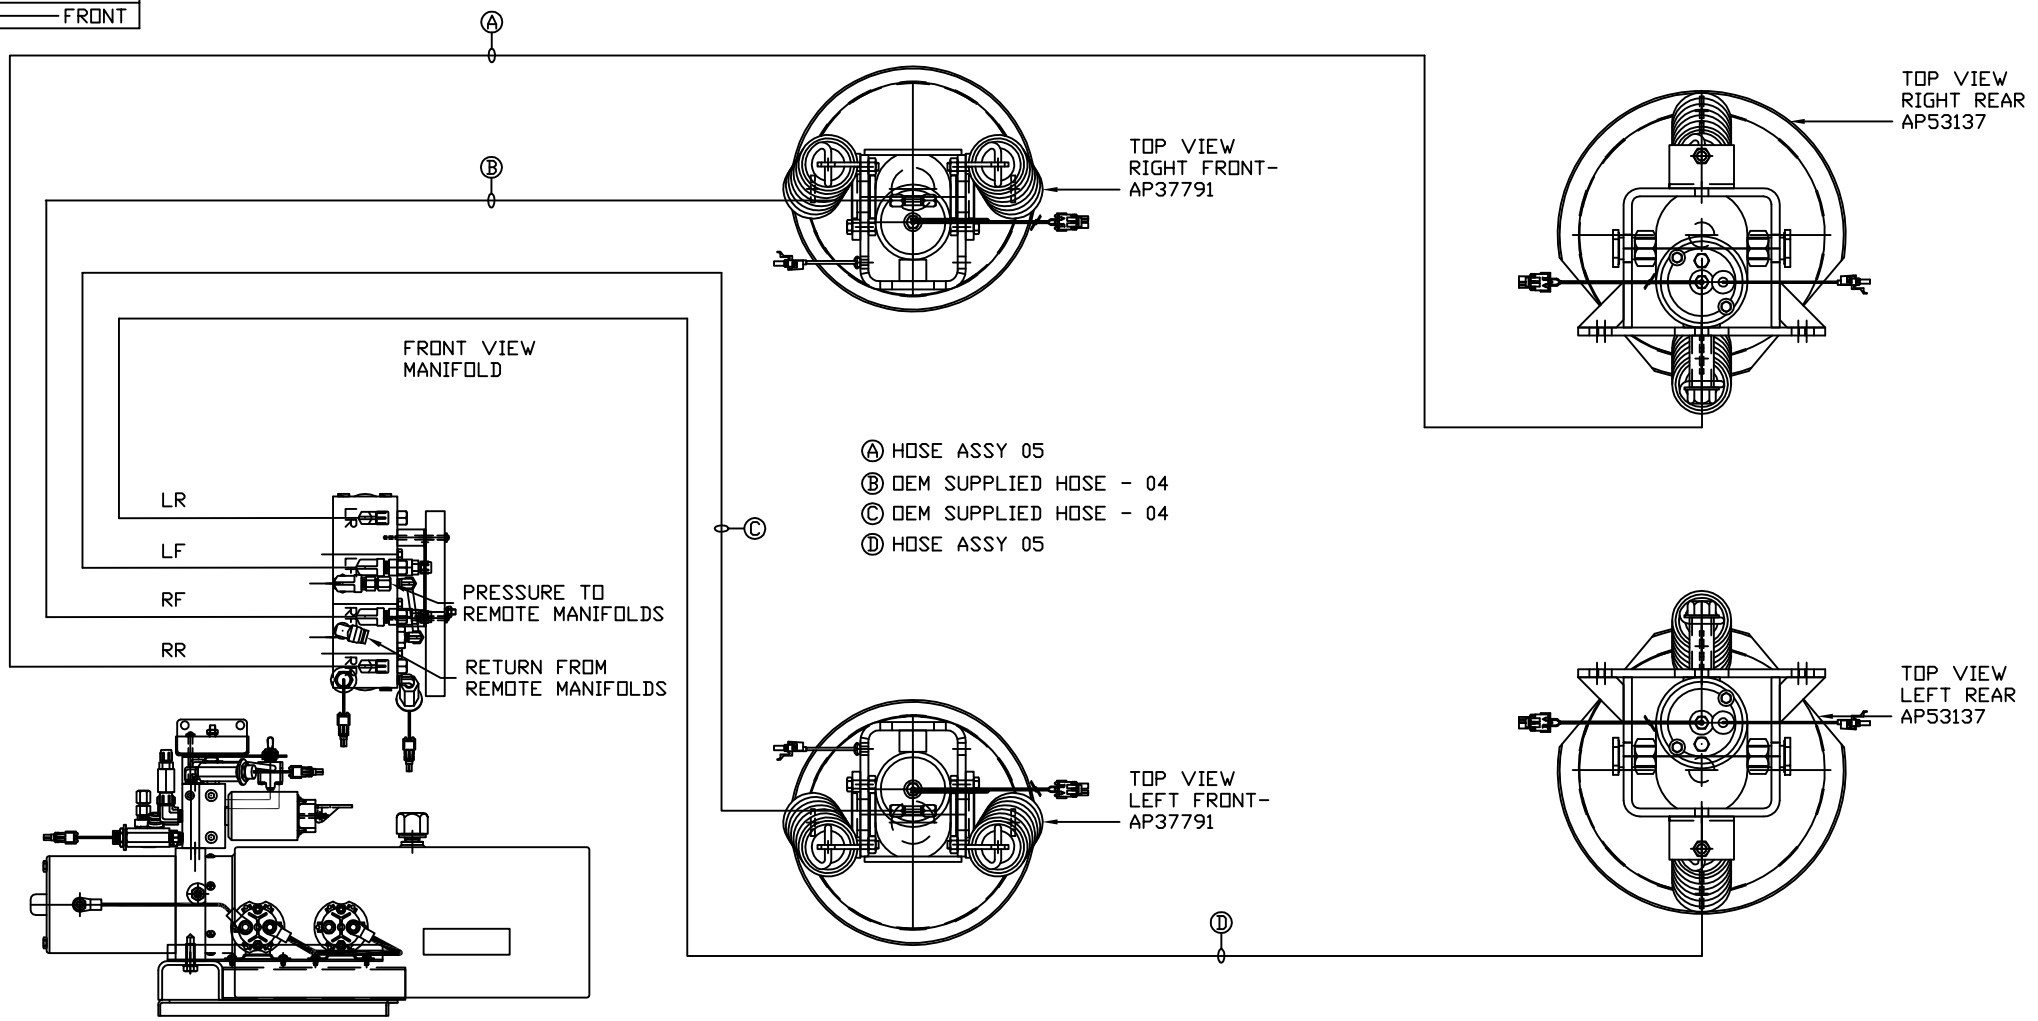 FRONT
A
B
TOP VIEW
RIGHT FRONT-
AP37791
TOP VIEW
RIGHT REAR
AP53137
FRONT VIEW
MANIFOLD
A HOSE ASSY 05
B OEM SUPPLIED HOSE - 04
C OEM SUPPLIED HOSE - 04
D HOSE ASSY 05
C
LR
LF
RF
RR
LR
PRESSURE TO
REMOTE MANIFOLDS
RETURN FROM
REMOTE MANIFOLDS
TOP VIEW
LEFT FRONT-
AP37791
TOP VIEW
LEFT REAR
AP53137
D